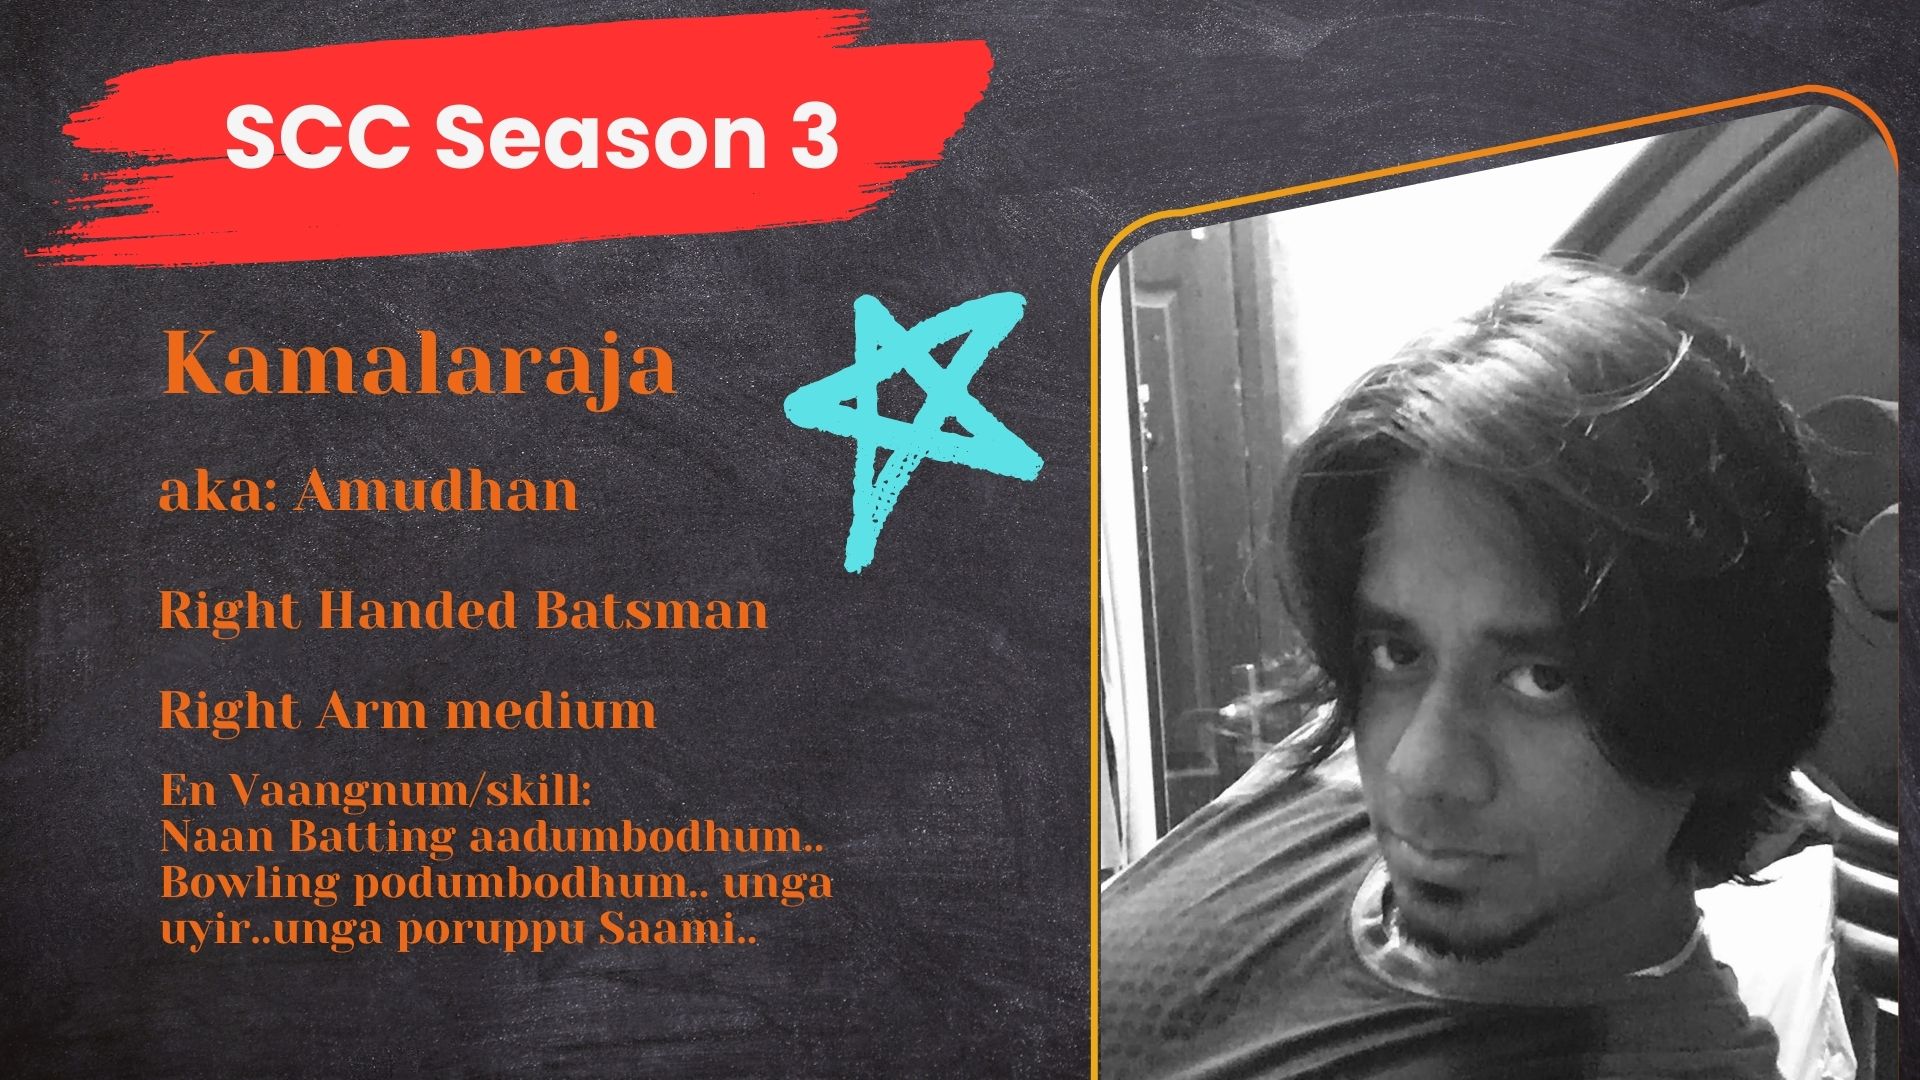 SCC Season 3
Kamalaraja
aka: Amudhan
Right Handed Batsman
Right Arm medium
En Vaangnum/skill:
Naan Batting aadumbodhum..
Bowling podumbodhum.. unga
uyir..unga poruppu Saami..